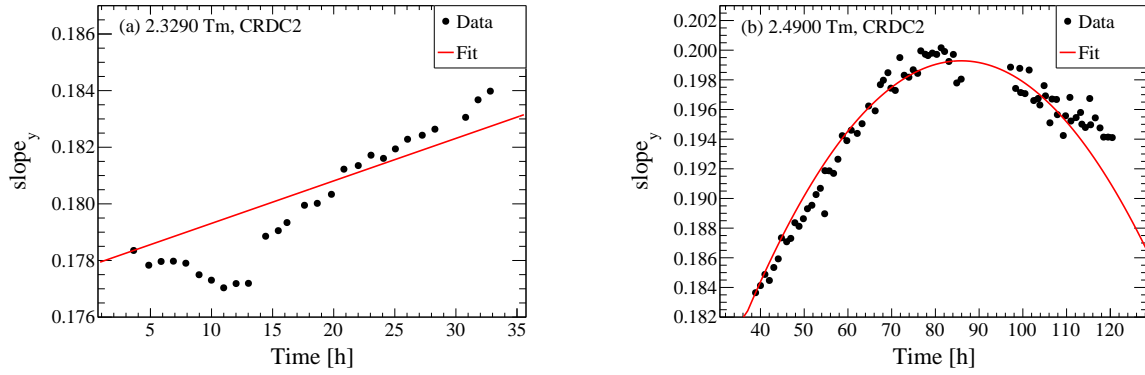 (a) 2.3290 Tm, CRDC2
Data
Fit
slope_y
0.186
0.184
0.182
0.180
0.178
0.176
5 10 15 20 25 30 35
Time [h]
(b) 2.4900 Tm, CRDC2
Data
Fit
slope_y
0.200
0.198
0.196
0.194
0.192
0.190
0.188
0.186
0.184
0.182
40 50 60 70 80 90 100 110 120
Time [h]